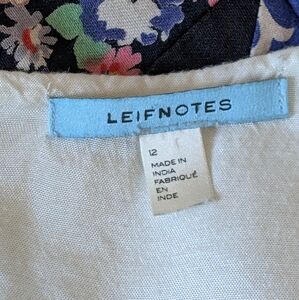 LEIFNOTES
12
MADE IN
INDIA
FABRIQUÉ
EN
INDE